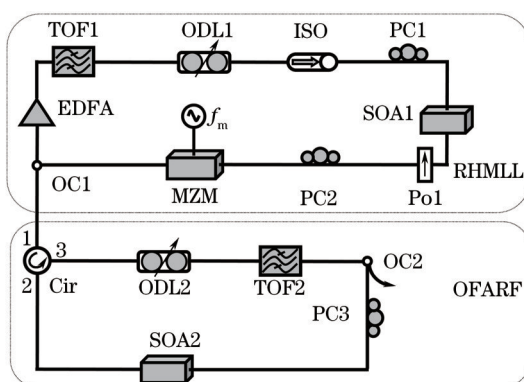 TOF1 ODL1 ISO PC1
EDFA SOA1
fm
OC1 MZM PC2 Po1 RHMLL
1 3
2 Cir ODL2 TOF2 OC2 OFARF
PC3
SOA2